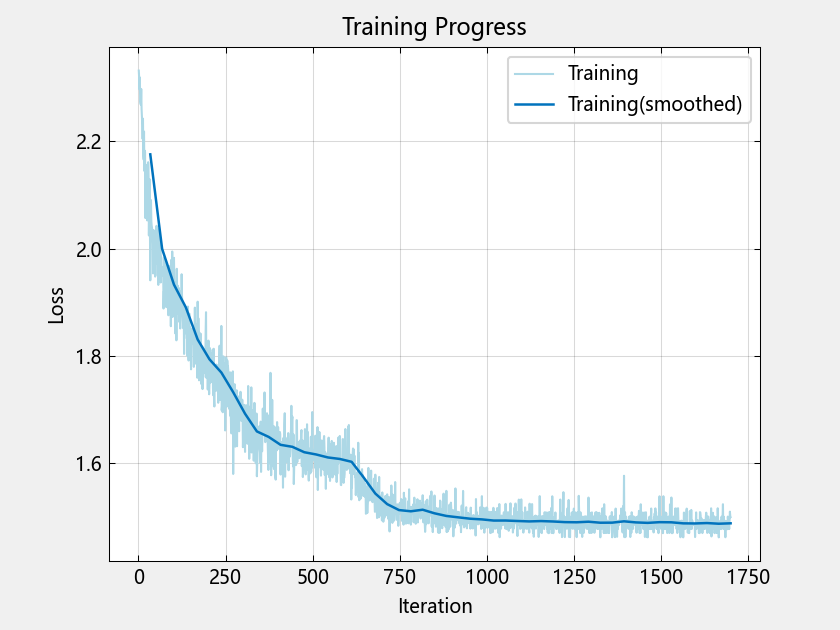 Training Progress
Training
Training(smoothed)
2.2
2.0
1.8
1.6
Loss
0 250 500 750 1000 1250 1500 1750
Iteration